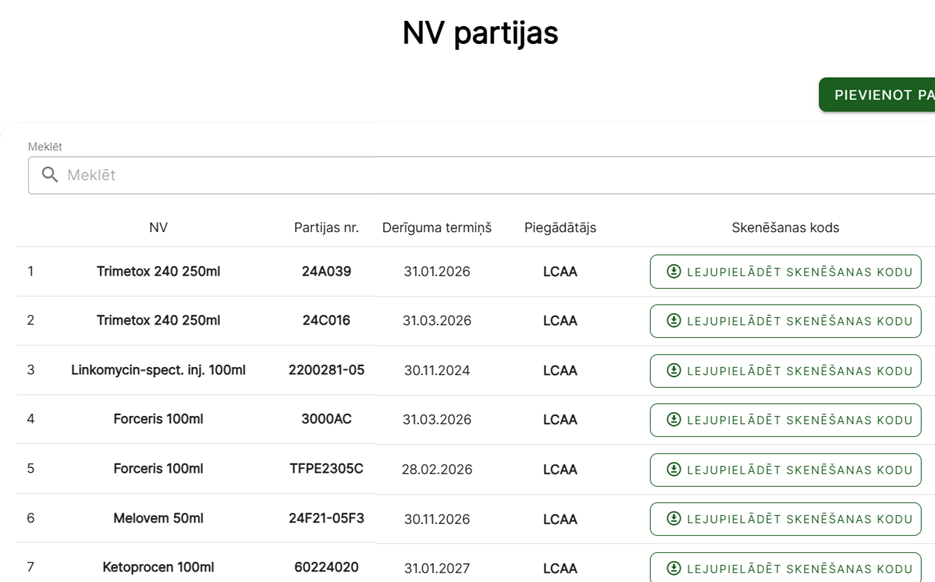 NV partijas
PIEVIENOT PA
Meklēt
Meklēt
NV Partijas nr. Derīguma termiņš Piegādātājs Skenēšanas kods
1 Trimetox 240 250ml 24A039 31.01.2026 LCAA LEJUPIELĀDĒT SKENĒŠANAS KODU
2 Trimetox 240 250ml 24C016 31.03.2026 LCAA LEJUPIELĀDĒT SKENĒŠANAS KODU
3 Linkomycin-spect. inj. 100ml 2200281-05 30.11.2024 LCAA LEJUPIELĀDĒT SKENĒŠANAS KODU
4 Forceris 100ml 3000AC 31.03.2026 LCAA LEJUPIELĀDĒT SKENĒŠANAS KODU
5 Forceris 100ml TFPE2305C 28.02.2026 LCAA LEJUPIELĀDĒT SKENĒŠANAS KODU
6 Melovem 50ml 24F21-05F3 30.11.2026 LCAA LEJUPIELĀDĒT SKENĒŠANAS KODU
7 Ketoprocen 100ml 60224020 31.01.2027 LCAA LEJUPIELĀDĒT SKENĒŠANAS KODU